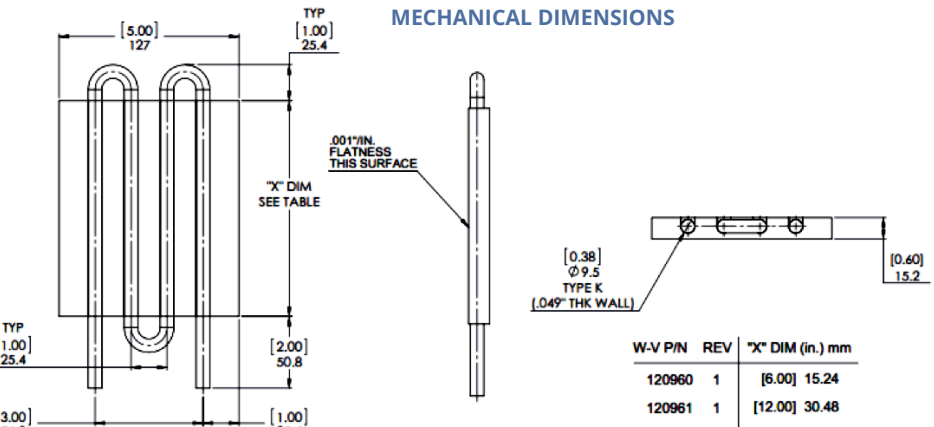 MECHANICAL DIMENSIONS
TYP
[5.00]
127
[1.00]
25.4
.001"/IN.
FLATNESS
THIS SURFACE
"X" DIM
SEE TABLE
[0.38]
Ø9.5
TYPE K
(.049" THK WALL)
[0.60]
15.2
TYP
1.00]
25.4
[2.00]
50.8
3.00]
[1.00]
W-V P/N REV "X" DIM (in.) mm
120960 1 [6.00] 15.24
120961 1 [12.00] 30.48